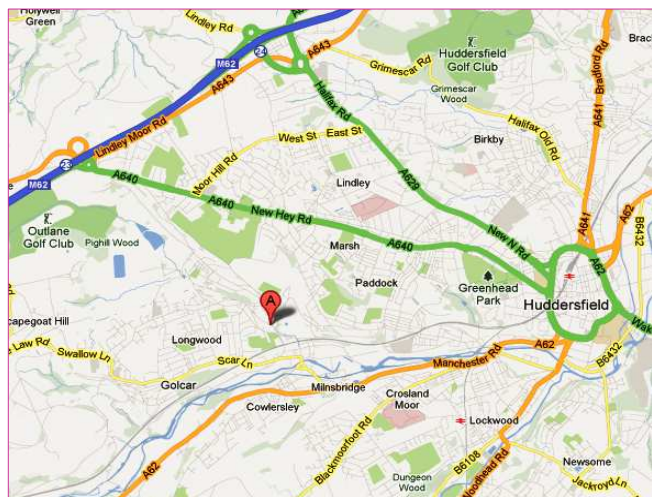 Holywell
Green
Lindley Rd
24
A643
Huddersfield
Golf Club
Bradford Rd
M62
A643
Grimescar Rd
Grimescar
Wood
Halifax Rd
A641
Lindley Moor Rd
West St
East St
Birkby
Halifax Old Rd
23
Moor Hill Rd
M62
A640
Lindley
A629
A640
New Hey Rd
A641
A62
B6432
Outlane
Golf Club
Pighill Wood
Marsh
A640
New N Rd
A62
Paddock
Greenhead
Park
Huddersfield
A
capegoat Hill
Longwood
Law Rd
Swallow Ln
Scar Ln
Manchester Rd
A62
B6432
Golcar
Milnsbridge
Cowlersley
Crosland
Moor
Lockwood
A62
Blackmoorfoot Rd
Newsome
Dungeon
Wood
B6108
Woodhead Rd
Jackroyd Ln